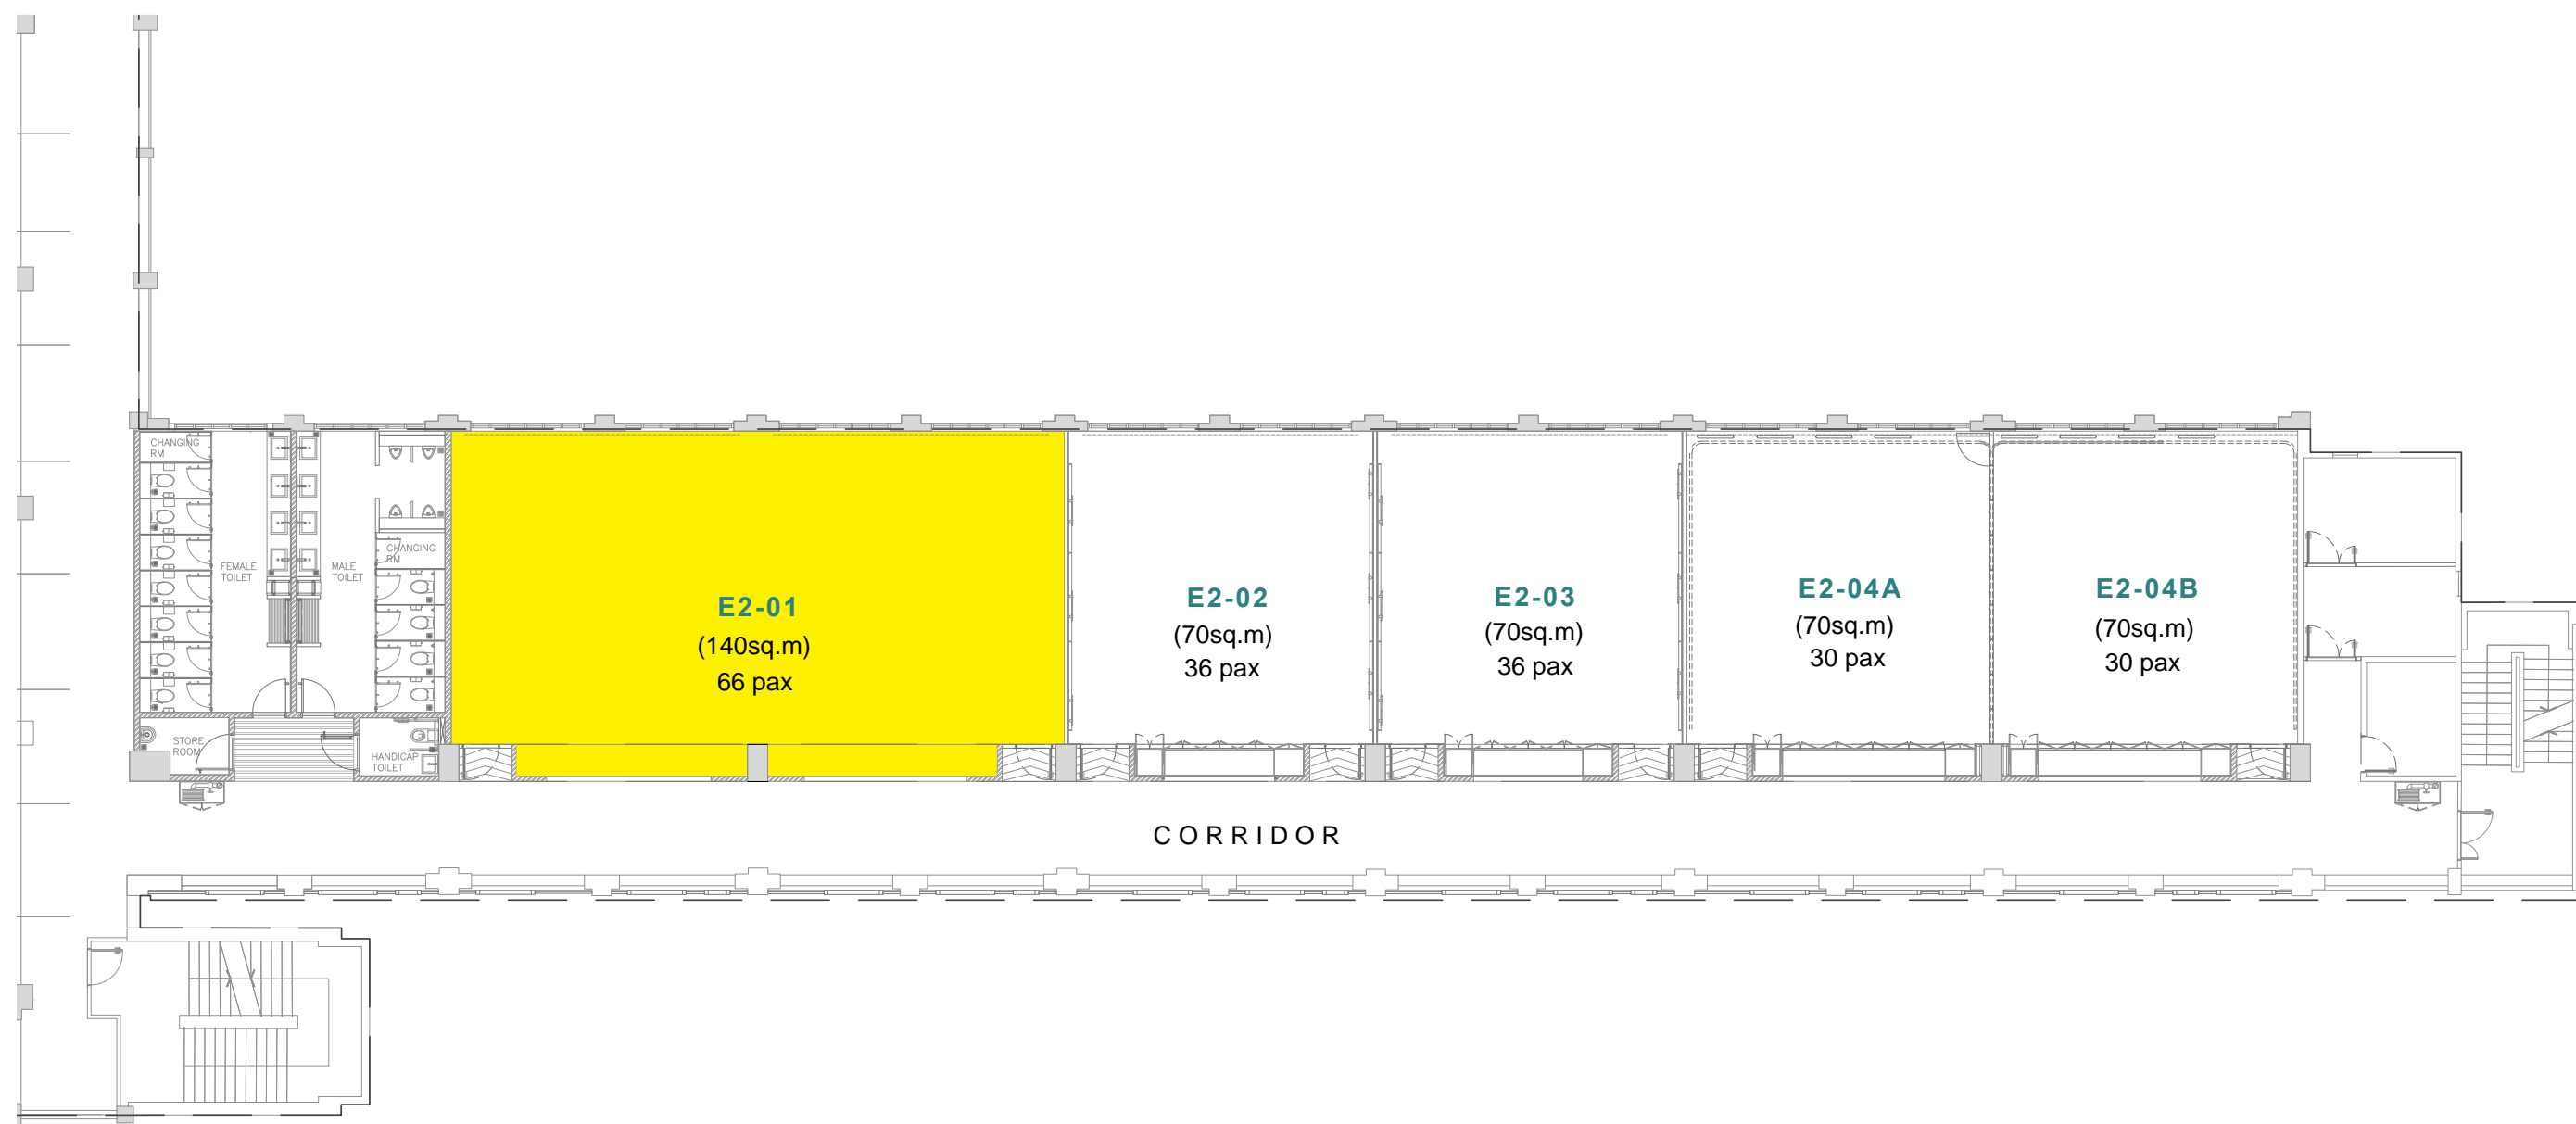 CHANGING
RM
FEMALE
TOILET
MALE
TOILET
CHANGING
RM
STORE
ROOM
HANDICAP
TOILET
E2-01
(140sq.m)
66 pax
E2-02
(70sq.m)
36 pax
E2-03
(70sq.m)
36 pax
E2-04A
(70sq.m)
30 pax
E2-04B
(70sq.m)
30 pax
CORRIDOR